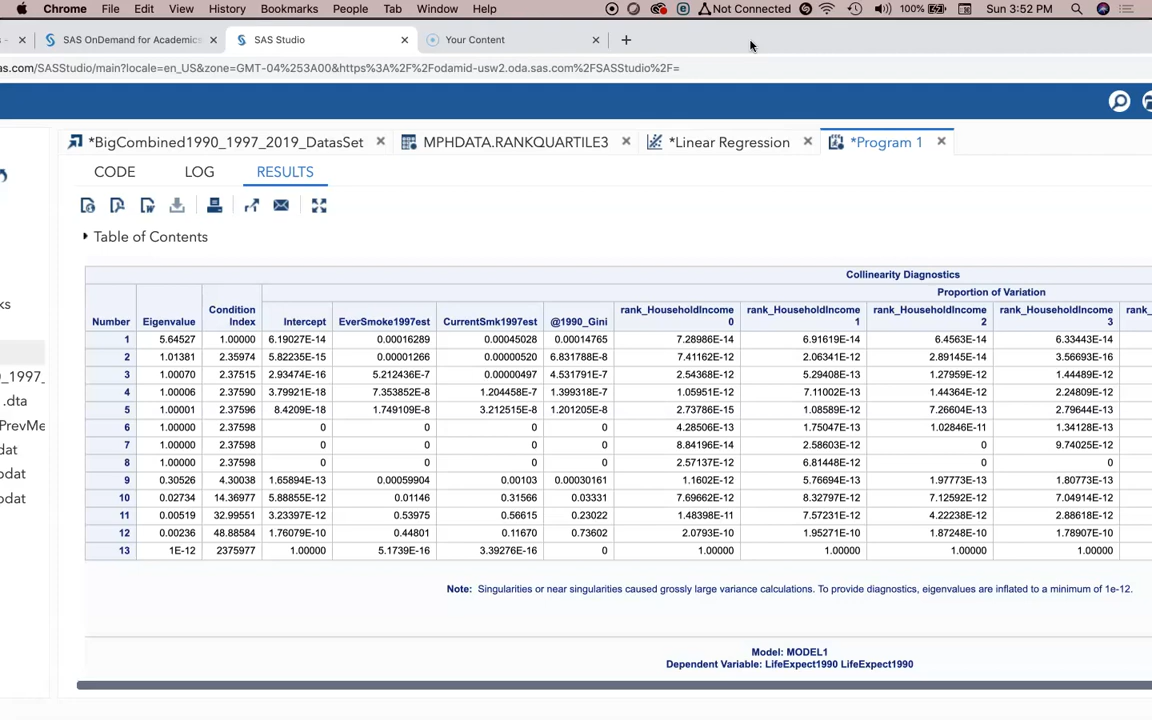 Chrome File Edit View History Bookmarks People Tab Window Help Not Connected 100% Sun 3:52 PM
SAS OnDemand for Academics SAS Studio Your Content
as.com/SASStudio/main?locale=en_US&zone=GMT-04%253A00&https%3A%2F%2Fodamid-usw2.oda.sas.com%2FSASStudio%2F=
*BigCombined1990_1997_2019_DatasSet MPHDATA.RANKQUARTILE3 *Linear Regression *Program 1
CODE LOG RESULTS
Table of Contents
Collinearity Diagnostics
Proportion of Variation
Number Eigenvalue Condition Index Intercept EverSmoke1997est CurrentSmk1997est @1990_Gini rank_HouseholdIncome 0 rank_HouseholdIncome 1 rank_HouseholdIncome 2 rank_HouseholdIncome 3 rank_
1 5.64527 1.00000 6.19027E-14 0.00016289 0.00045028 0.00014765 7.28986E-14 6.91619E-14 6.4563E-14 6.33443E-14
2 1.01381 2.35974 5.82235E-15 0.00001266 0.00000520 6.831788E-8 7.41162E-12 2.06341E-12 2.89145E-14 3.56693E-16
3 1.00070 2.37515 2.93474E-16 5.212436E-7 0.00000497 4.531791E-7 2.54368E-12 5.29408E-13 1.27959E-12 1.44489E-12
4 1.00006 2.37590 3.79921E-18 7.353852E-8 1.204458E-7 1.399318E-7 1.05951E-12 7.11002E-13 1.44364E-12 2.24809E-12
5 1.00001 2.37596 8.4209E-18 1.749109E-8 3.212515E-8 1.201205E-8 2.73786E-15 1.08589E-12 7.26604E-13 2.79644E-13
6 1.00000 2.37598 0 0 0 0 4.28506E-13 1.75047E-13 1.02846E-11 1.34128E-13
7 1.00000 2.37598 0 0 0 0 8.84196E-14 2.58603E-12 0 9.74025E-12
8 1.00000 2.37598 0 0 0 0 2.57137E-12 6.81448E-12 0 0
9 0.30526 4.30038 1.65894E-13 0.00059904 0.00103 0.00030161 1.1602E-12 5.76694E-13 1.97773E-13 1.80773E-13
10 0.02734 14.36977 5.88855E-12 0.01146 0.31566 0.03331 7.69662E-12 8.32797E-12 7.12592E-12 7.04914E-12
11 0.00519 32.99551 3.23397E-12 0.53975 0.56615 0.23022 1.48398E-11 7.57231E-12 4.22238E-12 2.88618E-12
12 0.00236 48.88584 1.76079E-10 0.44801 0.11670 0.73602 2.0793E-10 1.95271E-10 1.87248E-10 1.78907E-10
13 1E-12 2375977 1.00000 5.1739E-16 3.39276E-16 0 1.00000 1.00000 1.00000 1.00000
Note: Singularities or near singularities caused grossly large variance calculations. To provide diagnostics, eigenvalues are inflated to a minimum of 1e-12.
Model: MODEL1
Dependent Variable: LifeExpect1990 LifeExpect1990
ks
0_1997_
.dta
PrevMe
dat
odat
odat